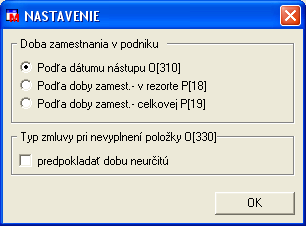 NASTAVENIE
Doba zamestnania v podniku
Podľa dátumu nástupu O[310]
Podľa doby zamest.- v rezorte P[18]
Podľa doby zamest.- celkovej P[19]
Typ zmluvy pri nevyplnení položky O[330]
predpokladať dobu neurčitú
OK